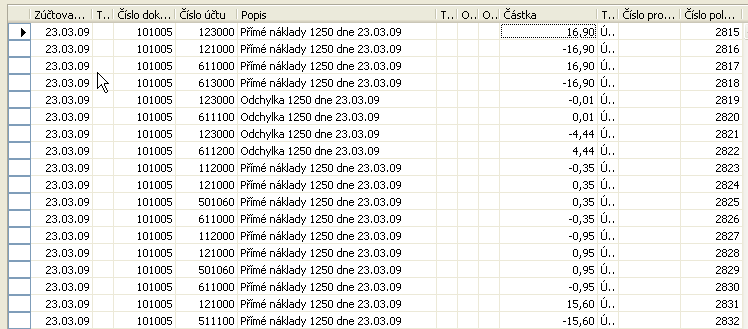 Zúčtova... T.. Číslo dok... Číslo účtu Popis T... O.. O.. Částka T... Číslo pro... Číslo pol...
23.03.09 101005 123000 Přímé náklady 1250 dne 23.03.09 16,90 Ú.. 2815
23.03.09 101005 121000 Přímé náklady 1250 dne 23.03.09 -16,90 Ú.. 2816
23.03.09 101005 611000 Přímé náklady 1250 dne 23.03.09 16,90 Ú.. 2817
23.03.09 101005 613000 Přímé náklady 1250 dne 23.03.09 -16,90 Ú.. 2818
23.03.09 101005 123000 Odchylka 1250 dne 23.03.09 -0,01 Ú.. 2819
23.03.09 101005 611100 Odchylka 1250 dne 23.03.09 0,01 Ú.. 2820
23.03.09 101005 123000 Odchylka 1250 dne 23.03.09 -4,44 Ú.. 2821
23.03.09 101005 611200 Odchylka 1250 dne 23.03.09 4,44 Ú.. 2822
23.03.09 101005 112000 Přímé náklady 1250 dne 23.03.09 -0,35 Ú.. 2823
23.03.09 101005 121000 Přímé náklady 1250 dne 23.03.09 0,35 Ú.. 2824
23.03.09 101005 501060 Přímé náklady 1250 dne 23.03.09 0,35 Ú.. 2825
23.03.09 101005 611000 Přímé náklady 1250 dne 23.03.09 -0,35 Ú.. 2826
23.03.09 101005 112000 Přímé náklady 1250 dne 23.03.09 -0,95 Ú.. 2827
23.03.09 101005 121000 Přímé náklady 1250 dne 23.03.09 0,95 Ú.. 2828
23.03.09 101005 501060 Přímé náklady 1250 dne 23.03.09 0,95 Ú.. 2829
23.03.09 101005 611000 Přímé náklady 1250 dne 23.03.09 -0,95 Ú.. 2830
23.03.09 101005 121000 Přímé náklady 1250 dne 23.03.09 15,60 Ú.. 2831
23.03.09 101005 511100 Přímé náklady 1250 dne 23.03.09 -15,60 Ú.. 2832